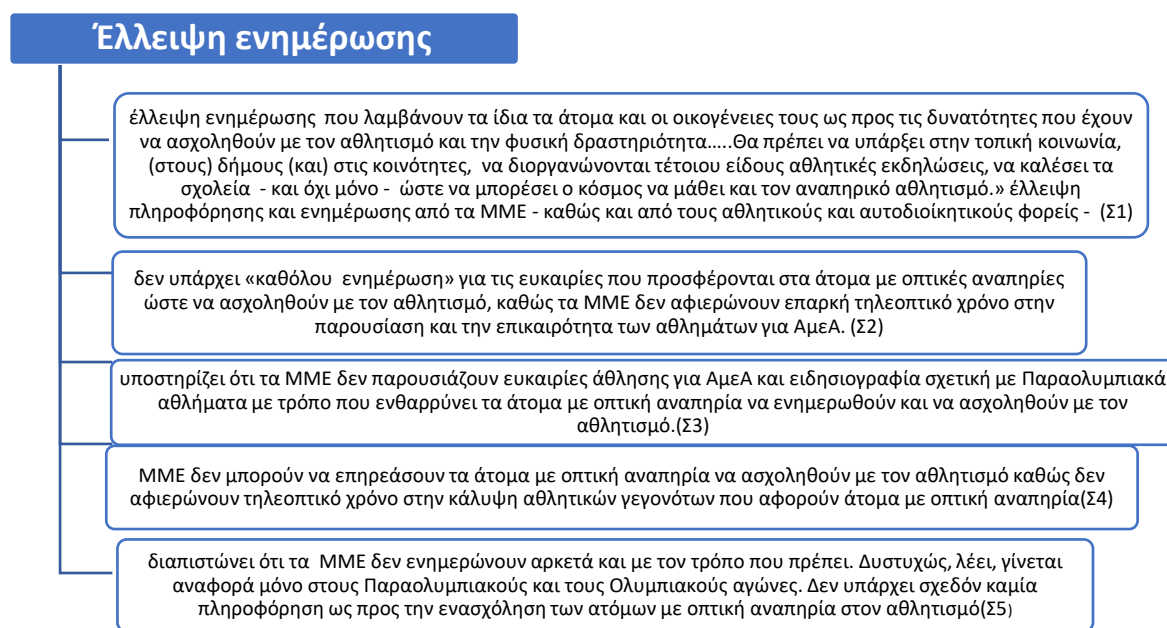 Έλλειψη ενημέρωσης
έλλειψη ενημέρωσης που λαμβάνουν τα ίδια τα άτομα και οι οικογένειες τους ως προς τις δυνατότητες που έχουν
να ασχοληθούν με τον αθλητισμό και την φυσική δραστηριότητα.....Θα πρέπει να υπάρξει στην τοπική κοινωνία,
(στους) δήμους (και) στις κοινότητες, να διοργανώνονται τέτοιου είδους αθλητικές εκδηλώσεις, να καλέσει τα
σχολεία - και όχι μόνο - ώστε να μπορέσει ο κόσμος να μάθει και τον αναπηρικό αθλητισμό.» έλλειψη
πληροφόρησης και ενημέρωσης από τα ΜΜΕ - καθώς και από τους αθλητικούς και αυτοδιοίκητικούς φορείς - (Σ1)
δεν υπάρχει «καθόλου ενημέρωση» για τις ευκαιρίες που προσφέρονται στα άτομα με οπτικές αναπηρίες
ώστε να ασχοληθούν με τον αθλητισμό, καθώς τα ΜΜΕ δεν αφιερώνουν επαρκή τηλεοπτικό χρόνο στην
παρουσίαση και την επικαιρότητα των αθλημάτων για ΑμεΑ. (Σ2)
υποστηρίζει ότι τα ΜΜΕ δεν παρουσιάζουν ευκαιρίες άθλησης για ΑμεΑ και ειδησιογραφία σχετική με Παραολυμπιακά
αθλήματα με τρόπο που ενθαρρύνει τα άτομα με οπτική αναπηρία να ενημερωθούν και να ασχοληθούν με τον
αθλητισμό.(Σ3)
ΜΜΕ δεν μπορούν να επηρεάσουν τα άτομα με οπτική αναπηρία να ασχοληθούν με τον αθλητισμό καθώς δεν
αφιερώνουν τηλεοπτικό χρόνο στην κάλυψη αθλητικών γεγονότων που αφορούν άτομα με οπτική αναπηρία(Σ4)
διαπιστώνει ότι τα ΜΜΕ δεν ενημερώνουν αρκετά και με τον τρόπο που πρέπει. Δυστυχώς, λέει, γίνεται
αναφορά μόνο στους Παραολυμπιακούς και τους Ολυμπιακούς αγώνες. Δεν υπάρχει σχεδόν καμία
πληροφόρηση ως προς την ενασχόληση των ατόμων με οπτική αναπηρία στον αθλητισμό(Σ5)